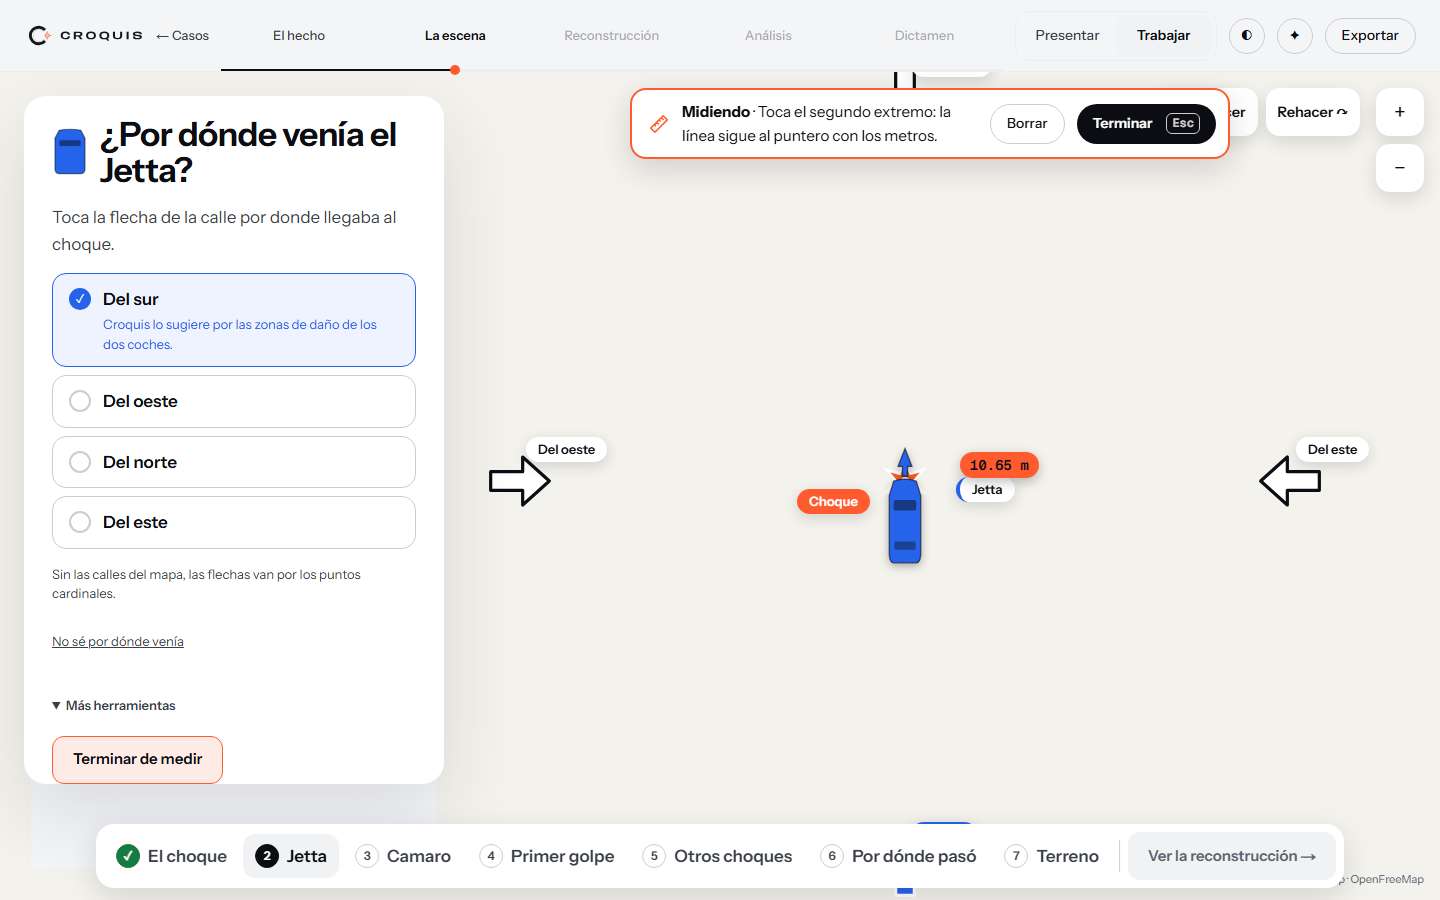 CROQUIS
← Casos
El hecho
La escena
Reconstrucción
Análisis
Dictamen
Presentar
Trabajar
Exportar
Midiendo · Toca el segundo extremo: la
línea sigue al puntero con los metros.
Borrar
Terminar Esc
Rehacer
+
−
¿Por dónde venía el
Jetta?
Toca la flecha de la calle por donde llegaba al
choque.
Del sur
Croquis lo sugiere por las zonas de daño de los
dos coches.
Del oeste
Del norte
Del este
Sin las calles del mapa, las flechas van por los puntos
cardinales.
No sé por dónde venía
▼ Más herramientas
Terminar de medir
Del oeste
Del este
10.65 m
Jetta
Choque
El choque
2 Jetta
3 Camaro
4 Primer golpe
5 Otros choques
6 Por dónde pasó
7 Terreno
Ver la reconstrucción →
OpenFreeMap